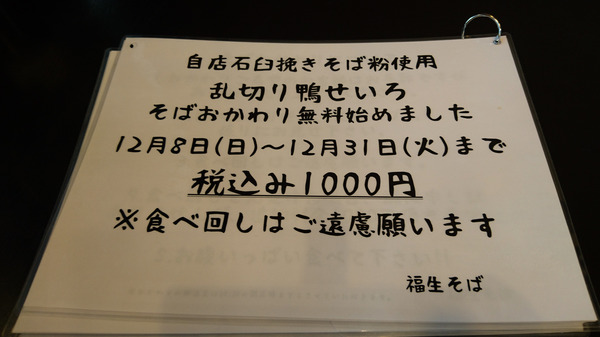 自店石臼挽きそば粉使用
乱切り鴨せいろ
そばおかわり無料始めました
12月8日(日)～12月31日(火)まで
税込み1000円
※食べ回しはご遠慮願います
福生そば